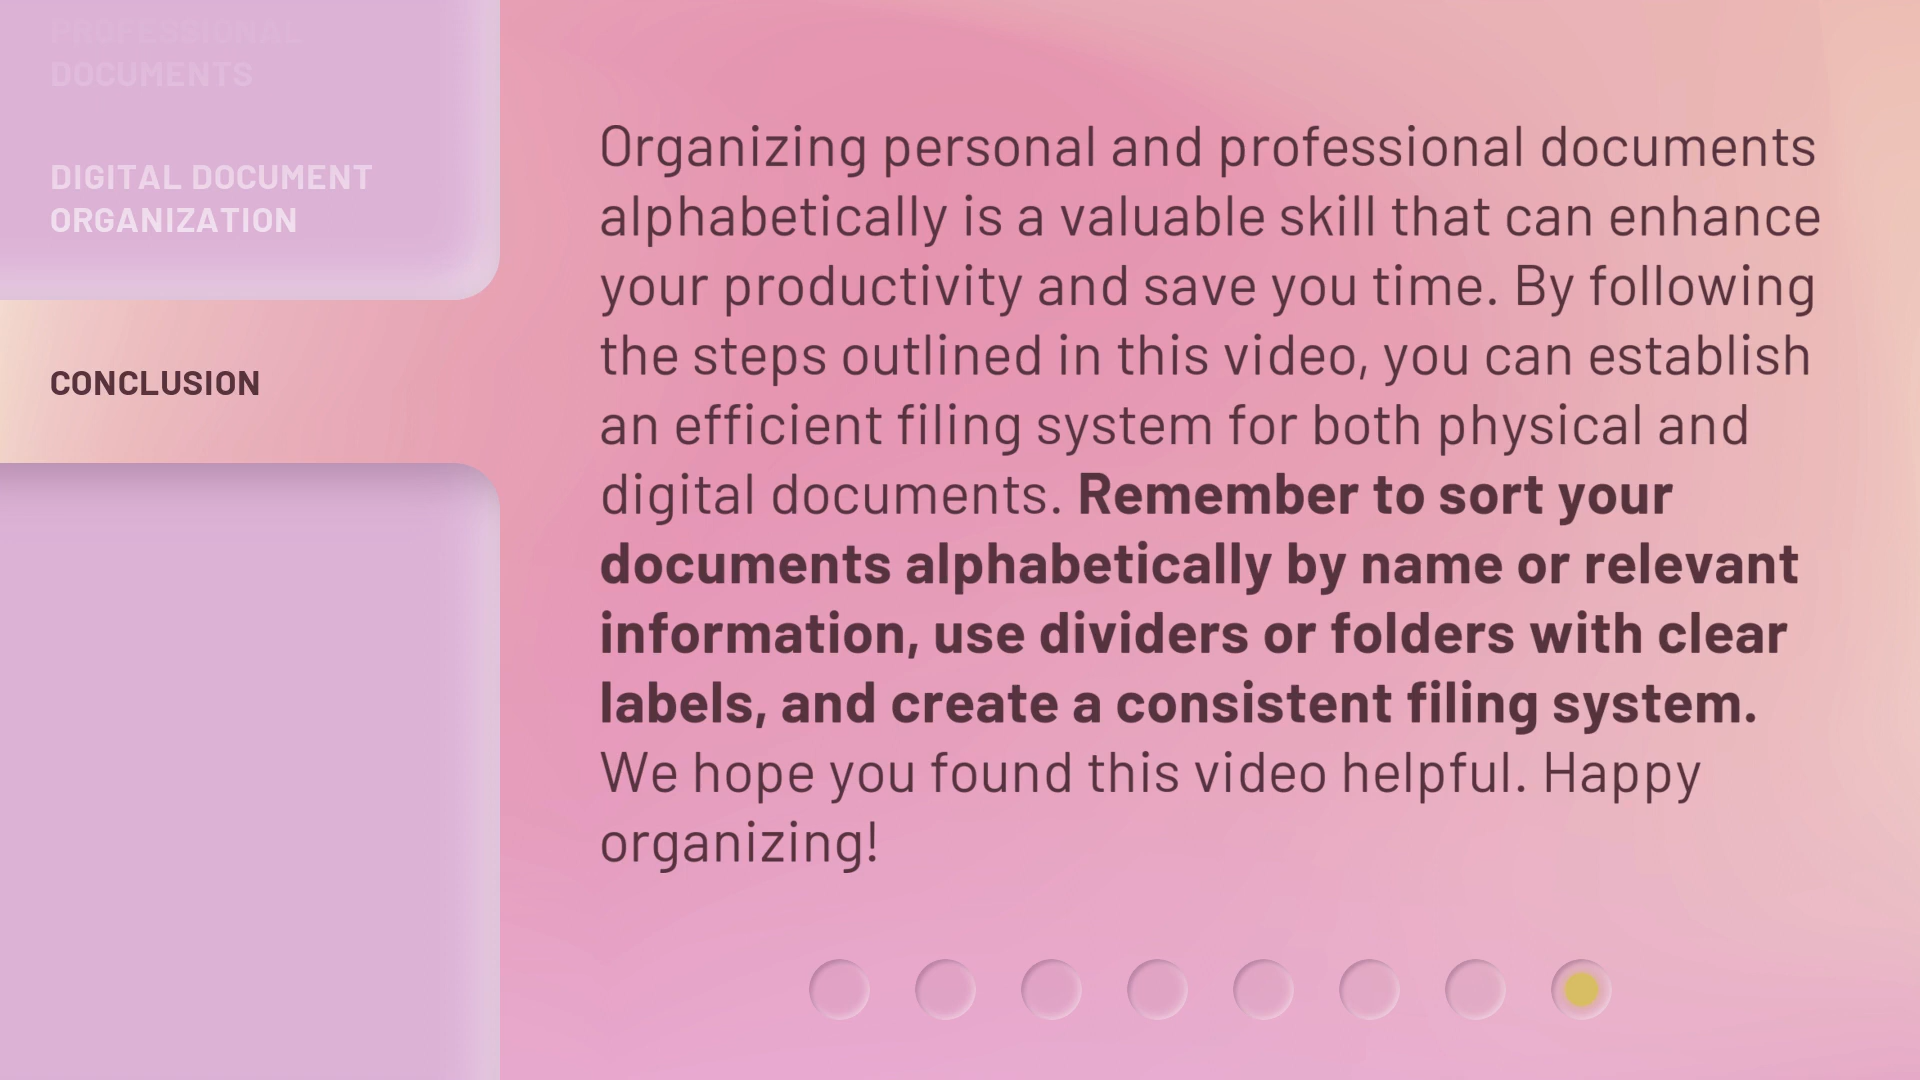 PROFESSIONAL
DOCUMENTS
DIGITAL DOCUMENT
ORGANIZATION
CONCLUSION
Organizing personal and professional documents
alphabetically is a valuable skill that can enhance
your productivity and save you time. By following
the steps outlined in this video, you can establish
an efficient filing system for both physical and
digital documents. Remember to sort your
documents alphabetically by name or relevant
information, use dividers or folders with clear
labels, and create a consistent filing system.
We hope you found this video helpful. Happy
organizing!